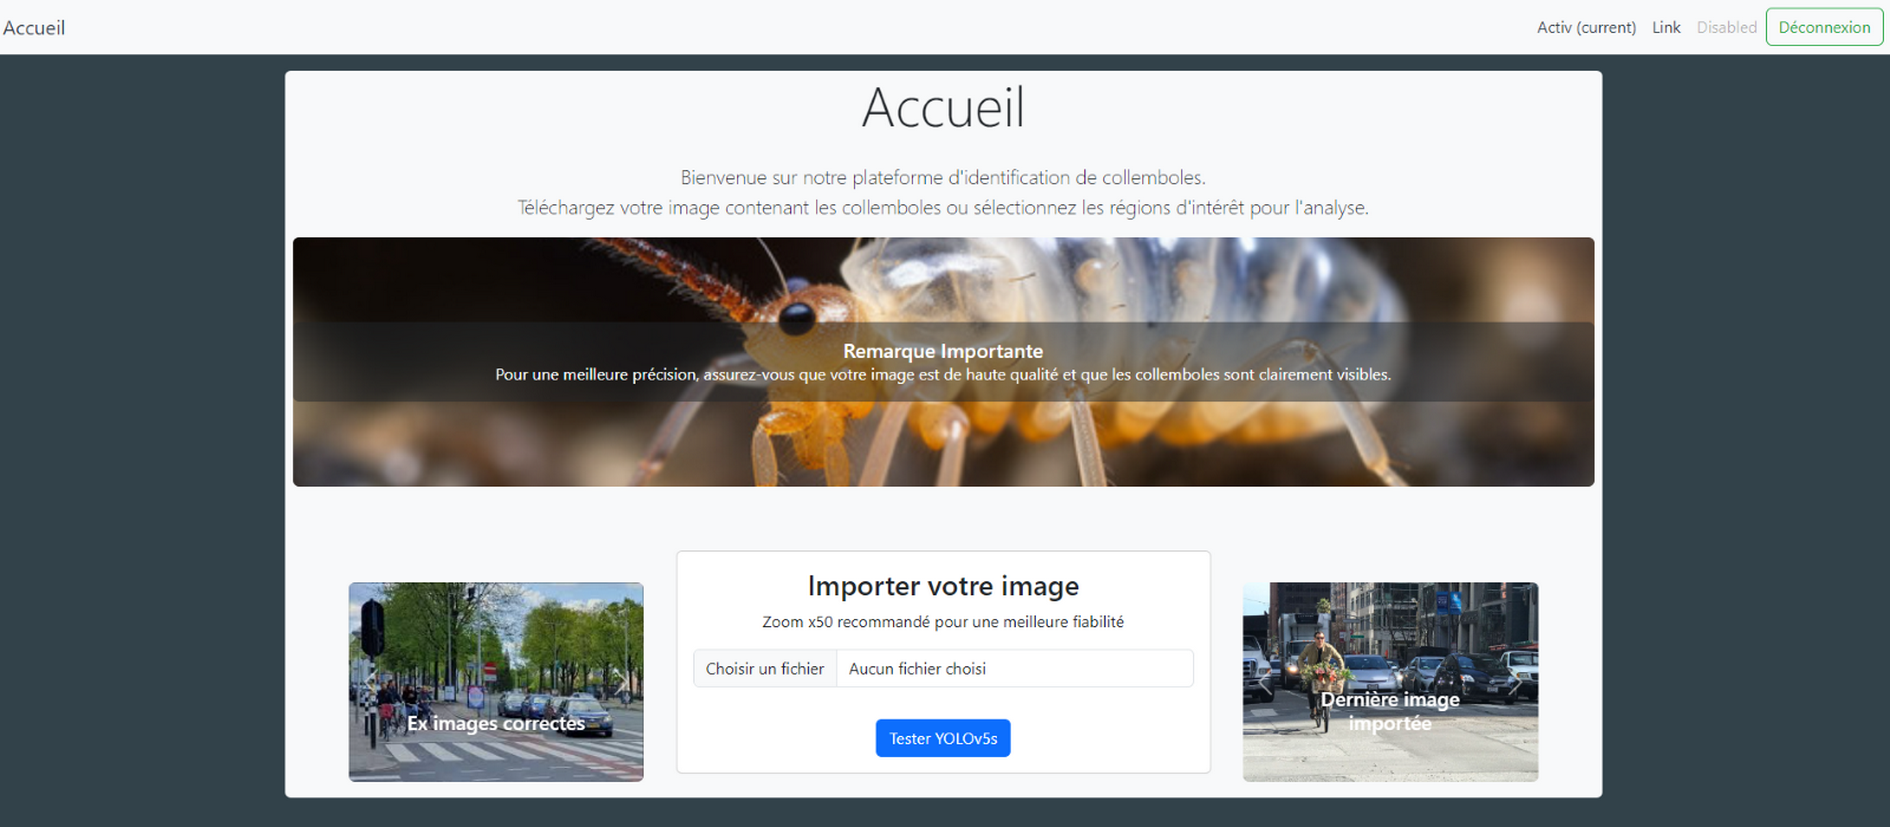 Accueil
Activ (current) Link Disabled Déconnexion
Accueil
Bienvenue sur notre plateforme d'identification de collemboles.
Téléchargez votre image contenant les collemboles ou sélectionnez les régions d'intérêt pour l'analyse.
Remarque Importante
Pour une meilleure précision, assurez-vous que votre image est de haute qualité et que les collemboles sont clairement visibles.
Ex images correctes
Importer votre image
Zoom x50 recommandé pour une meilleure fiabilité
Choisir un fichier Aucun fichier choisi
Tester YOLOv5s
Dernière image
importée